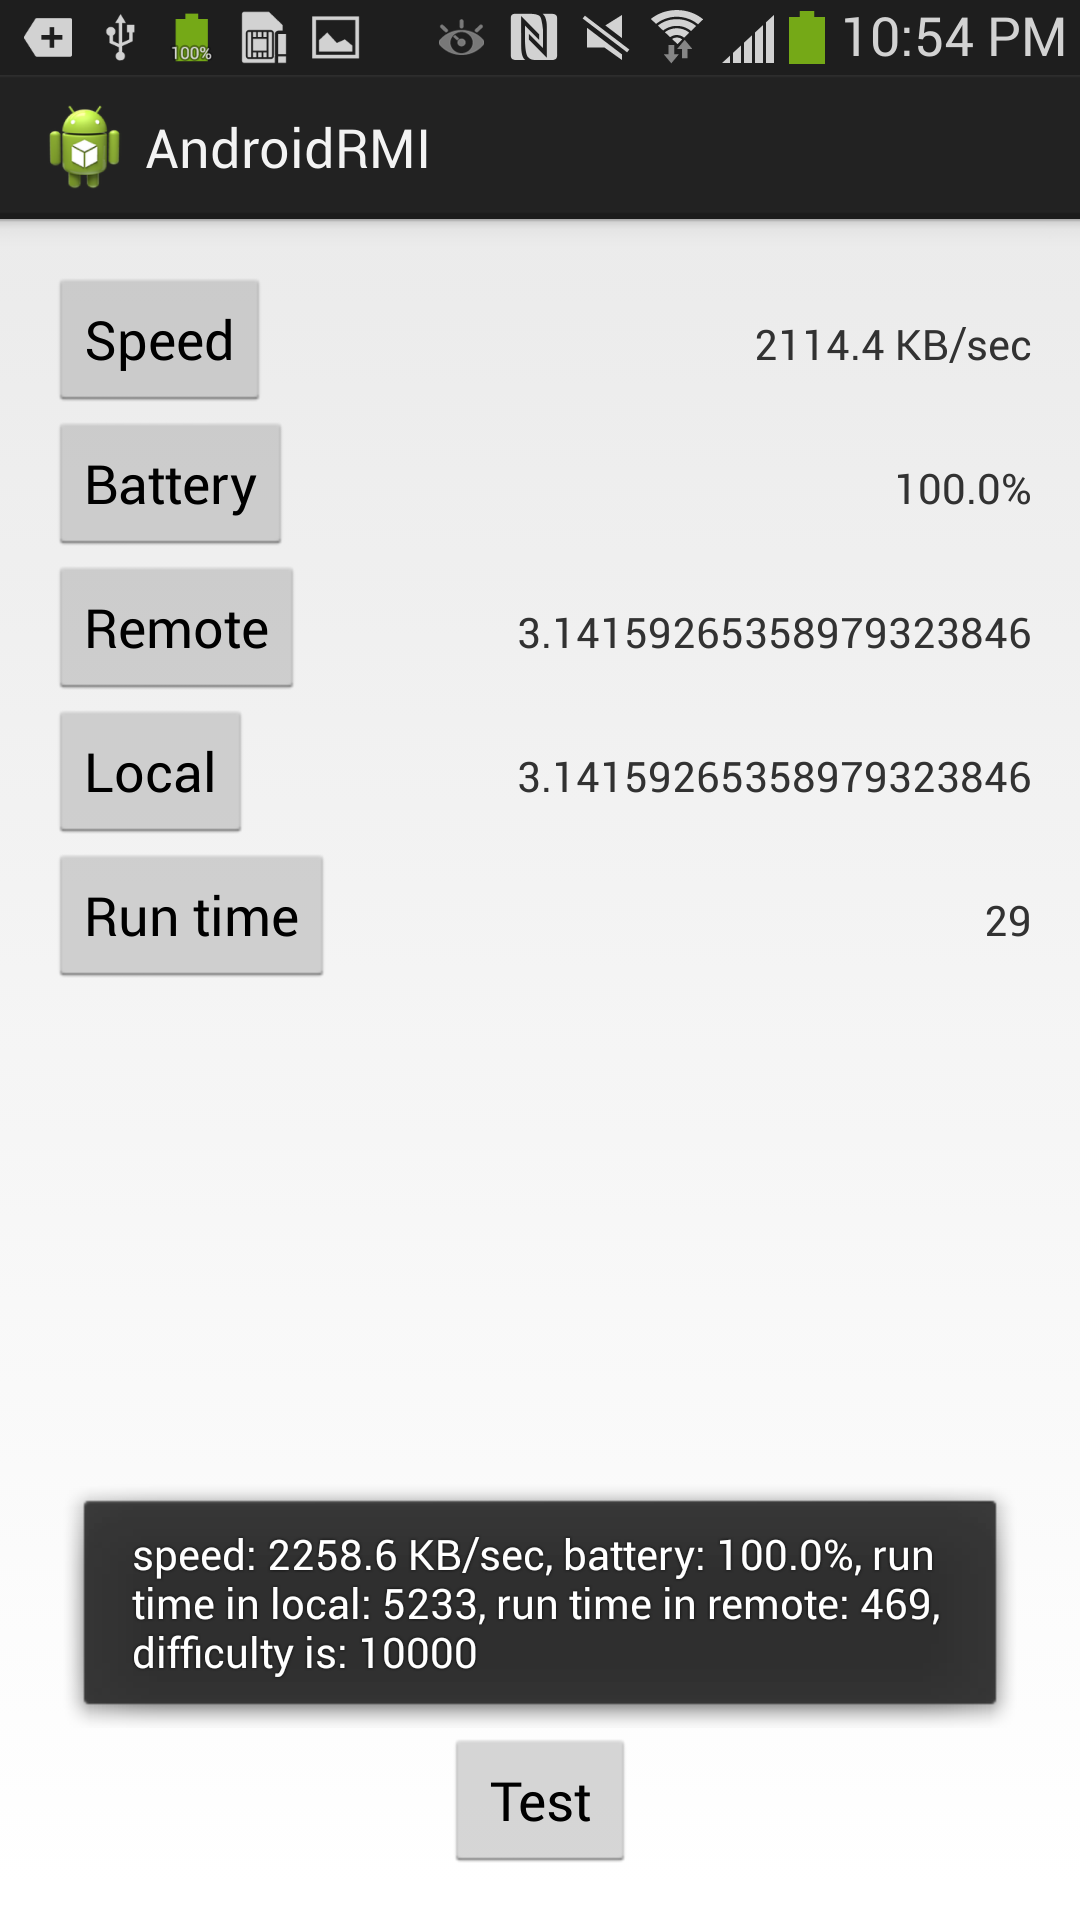 100%
10:54 PM
AndroidRMI
Speed 2114.4 KB/sec
Battery 100.0%
Remote 3.14159265358979323846
Local 3.14159265358979323846
Run time 29
speed: 2258.6 KB/sec, battery: 100.0%, run
time in local: 5233, run time in remote: 469,
difficulty is: 10000
Test